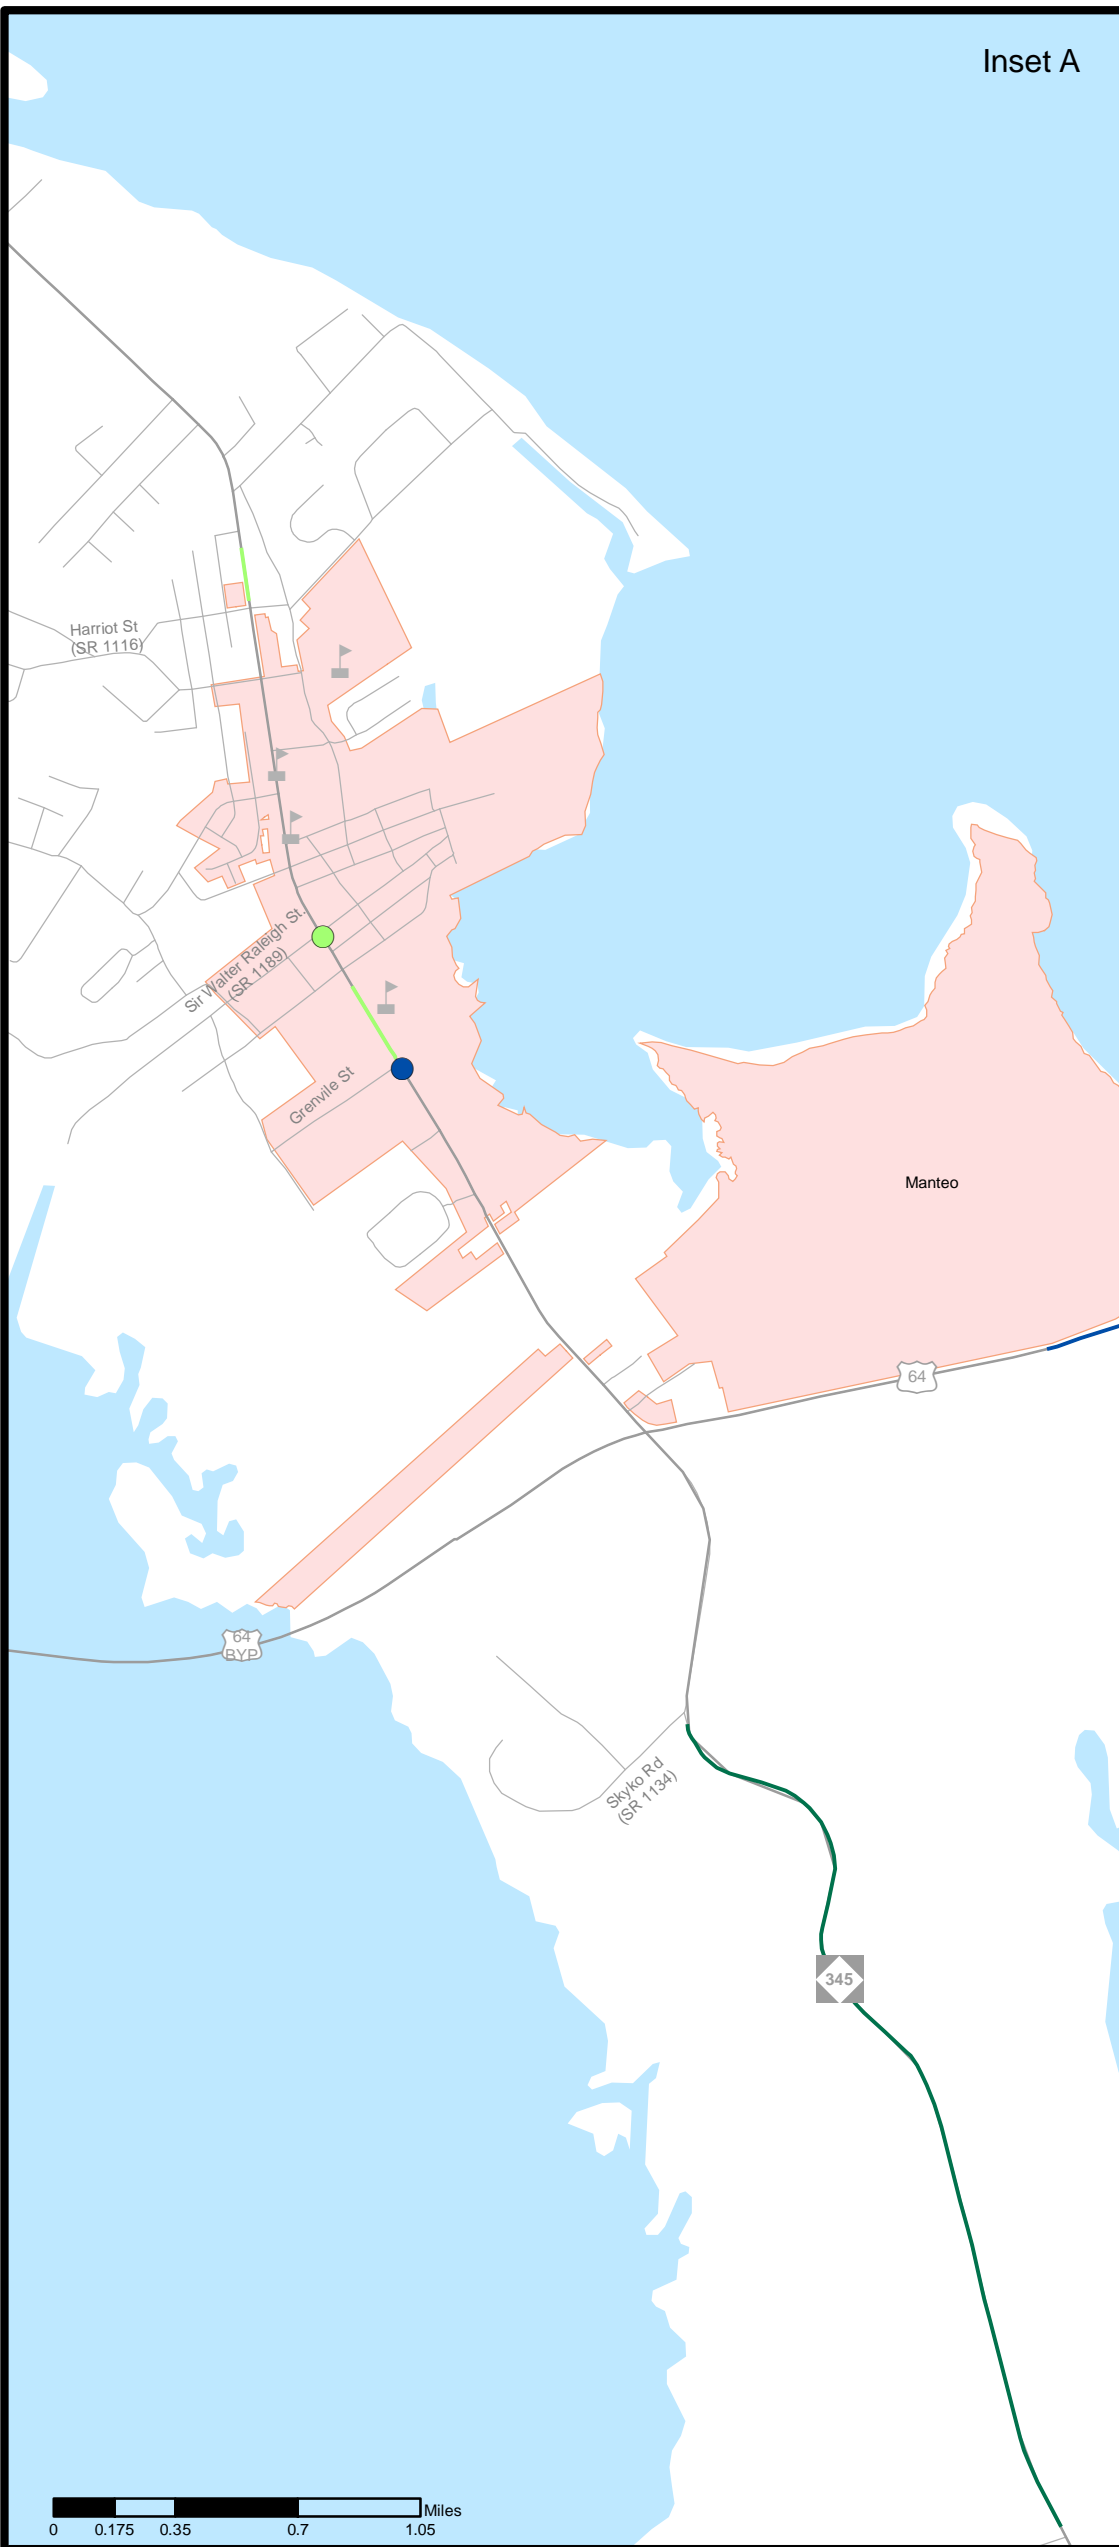 Inset A
Harriot St
(SR 1116)
Sir Walter Raleigh St.
(SR 1189)
Grenvile St
Manteo
64
64
BYP
Skyko Rd
(SR 1134)
345
Miles
0 0.175 0.35 0.7 1.05